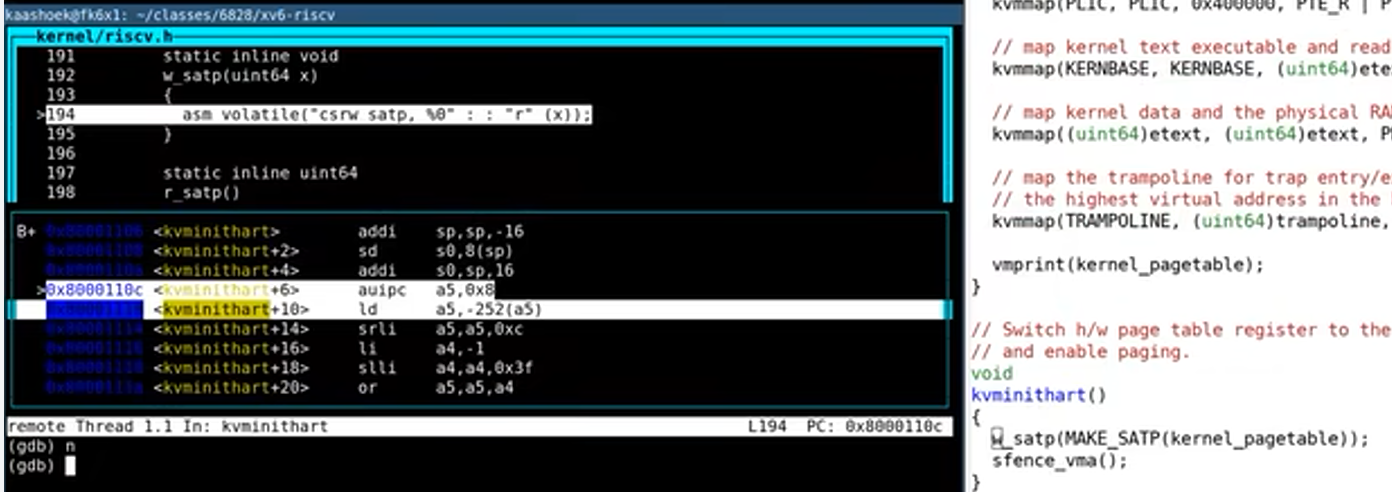 kaashoek@fk6x1: ~/classes/6828/xv6-riscv
kernel/riscv.h
191 static inline void
192 w_satp(uint64 x)
193 {
>194 asm volatile("csrw satp, %0" : : "r" (x));
195 }
196
197 static inline uint64
198 r_satp()
B+ 0x80001106 <kvminithart> addi sp,sp,-16
0x80001108 <kvminithart+2> sd s0,8(sp)
0x8000110a <kvminithart+4> addi s0,sp,16
>0x8000110c <kvminithart+6> auipc a5,0x8
0x80001110 <kvminithart+10> ld a5,-252(a5)
0x80001114 <kvminithart+14> srli a5,a5,0xc
0x80001116 <kvminithart+16> li a4,-1
0x80001118 <kvminithart+18> slli a4,a4,0x3f
0x8000111a <kvminithart+20> or a5,a5,a4
remote Thread 1.1 In: kvminithart L194 PC: 0x8000110c
(gdb) n
(gdb)
kvmmap(PLIC, PLIC, 0x400000, PTE_R | P
// map kernel text executable and read
kvmmap(KERNBASE, KERNBASE, (uint64)ete
// map kernel data and the physical RA
kvmmap((uint64)etext, (uint64)etext, P
// map the trampoline for trap entry/e
// the highest virtual address in the
kvmmap(TRAMPOLINE, (uint64)trampoline,
vmprint(kernel_pagetable);
}
// Switch h/w page table register to the
// and enable paging.
void
kvminithart()
{
w_satp(MAKE_SATP(kernel_pagetable));
sfence_vma();
}